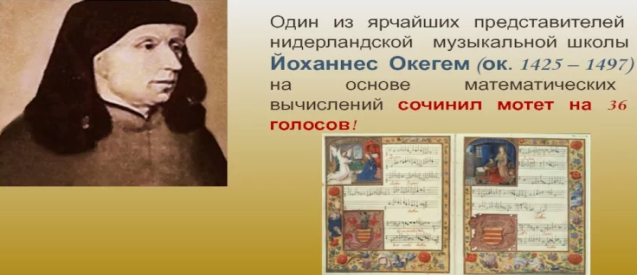 Один из ярчайших представителей
нидерландской музыкальной школы
Йоханнес Окегем (ок. 1425 – 1497)
на основе математических
вычислений сочинил мотет на 36
голосов!